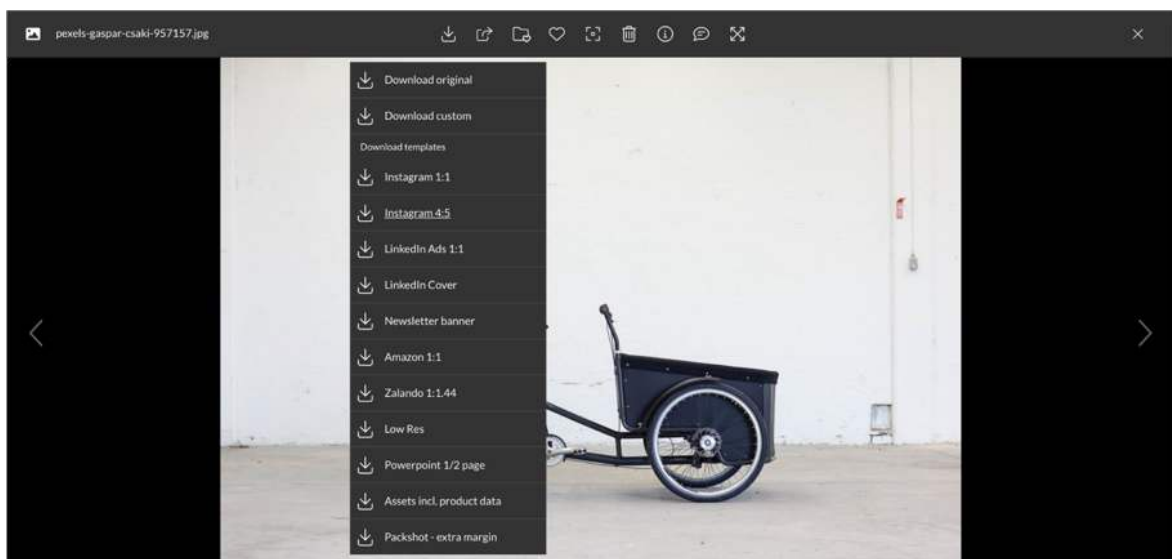 pexels-gaspar-csaki-957157.jpg
Download original
Download custom
Download templates
Instagram 1:1
Instagram 4:5
LinkedIn Ads 1:1
LinkedIn Cover
Newsletter banner
Amazon 1:1
Zalando 1:1.44
Low Res
Powerpoint 1/2 page
Assets incl. product data
Packshot - extra margin